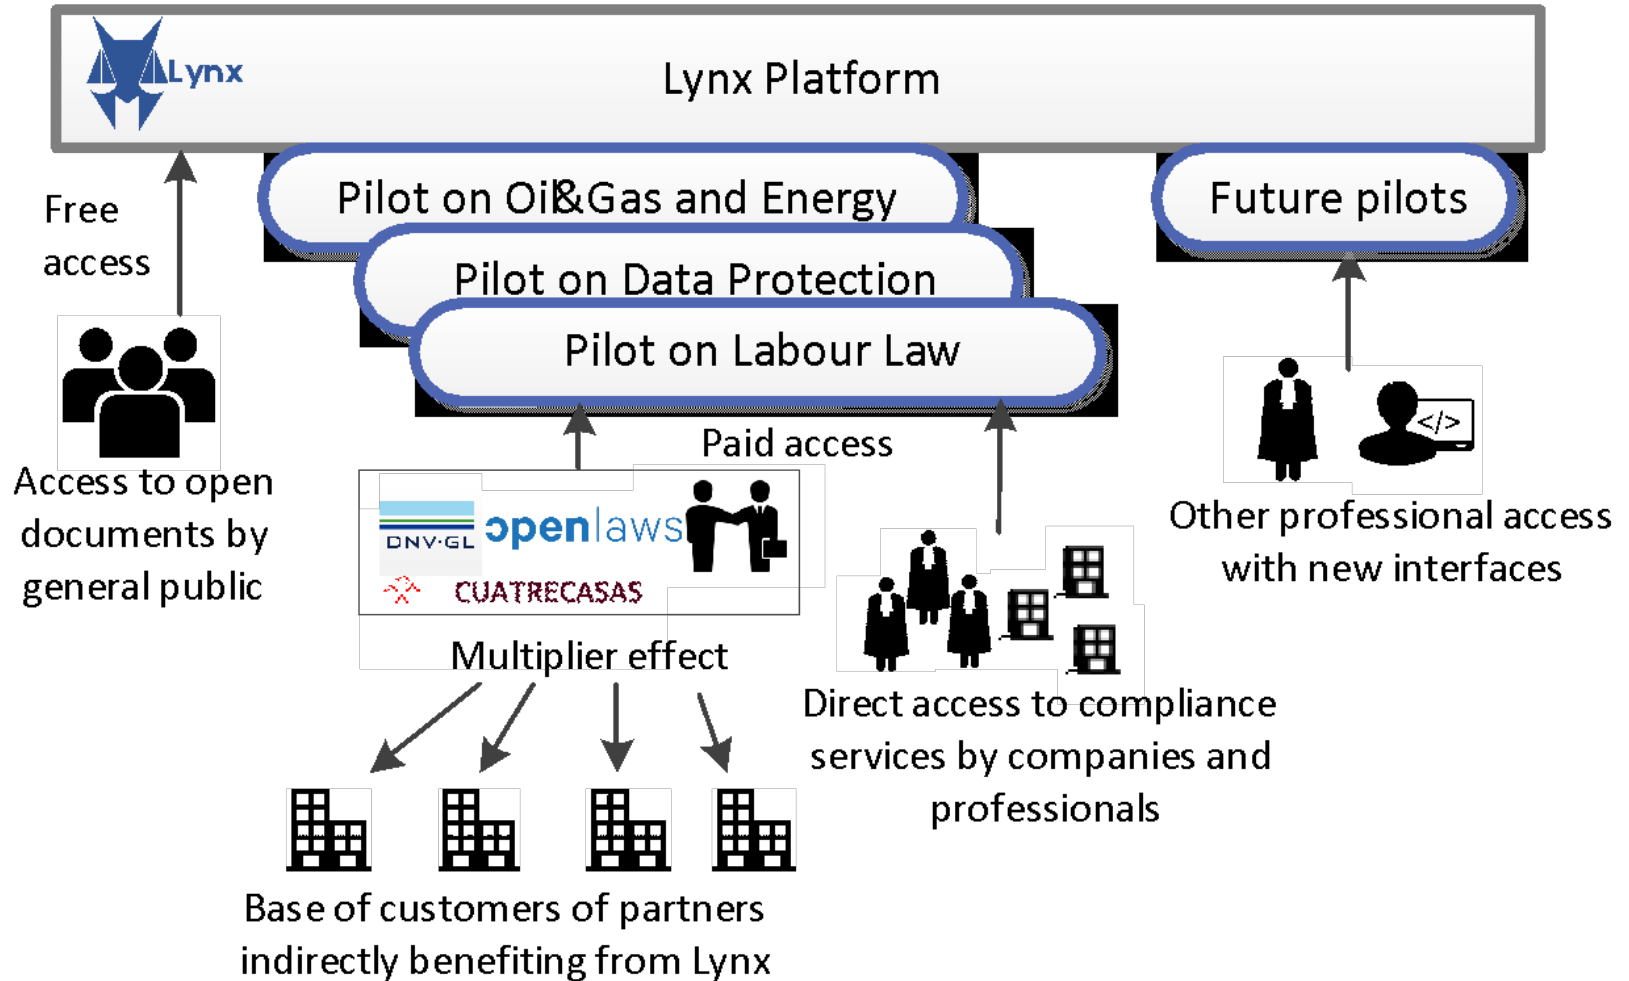 Lynx
Lynx Platform
Free
access
Pilot on Oil&Gas and Energy
Pilot on Data Protection
Pilot on Labour Law
Future pilots
Paid access
Access to open
documents by
general public
DNV·GL
openlaws
CUATRECASAS
</>
Other professional access
with new interfaces
Multiplier effect
Direct access to compliance
services by companies and
professionals
Base of customers of partners
indirectly benefiting from Lynx